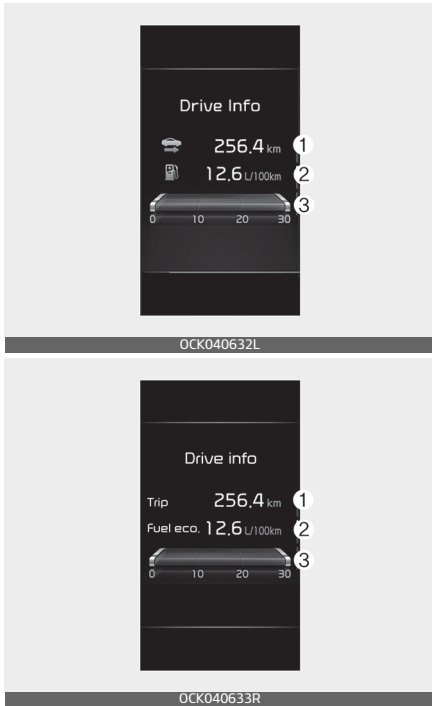 Drive Info
256.4 km 1
12.6 L/100km 2
3
0 10 20 30
OCK040632L
Drive info
Trip 256.4 km 1
Fuel eco. 12.6 L/100km 2
3
0 10 20 30
OCK040633R